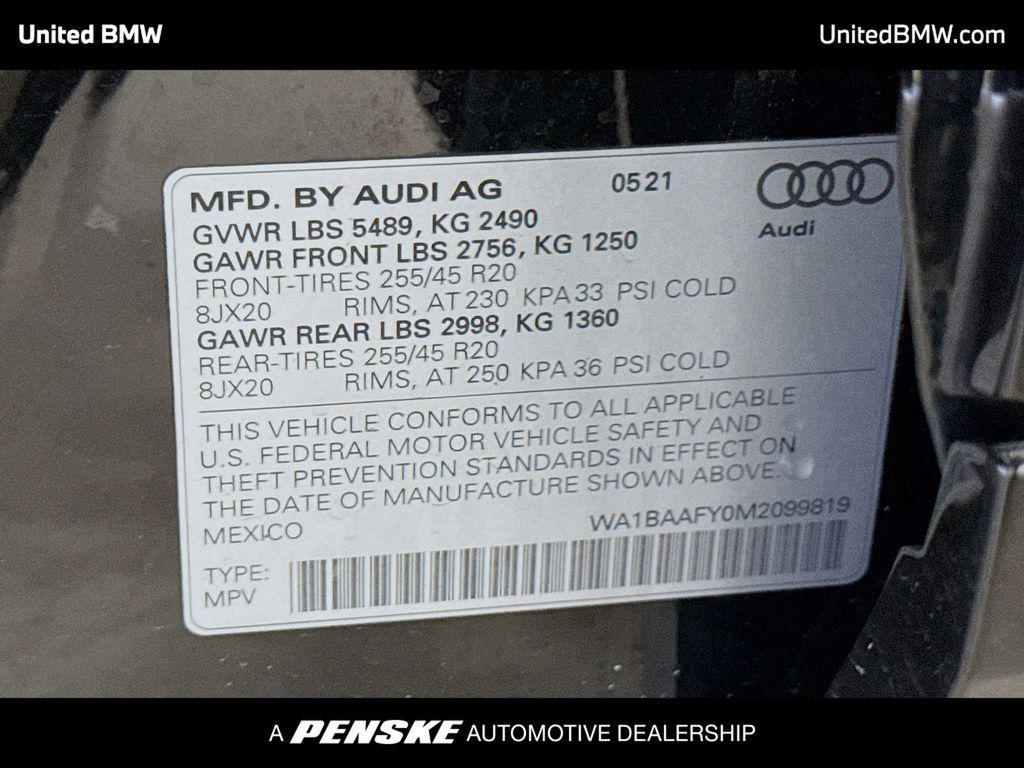 United BMW
UnitedBMW.com
MFD. BY AUDI AG 0521
Audi
GVWR LBS 5489, KG 2490
GAWR FRONT LBS 2756, KG 1250
FRONT-TIRES 255/45 R20
8JX20 RIMS, AT 230 KPA 33 PSI COLD
GAWR REAR LBS 2998, KG 1360
REAR-TIRES 255/45 R20
8JX20 RIMS, AT 250 KPA 36 PSI COLD
THIS VEHICLE CONFORMS TO ALL APPLICABLE
U.S. FEDERAL MOTOR VEHICLE SAFETY AND
THEFT PREVENTION STANDARDS IN EFFECT ON
THE DATE OF MANUFACTURE SHOWN ABOVE.
MEXICO WA1BAAFY0M2099819
TYPE:
MPV
A PENSKE AUTOMOTIVE DEALERSHIP